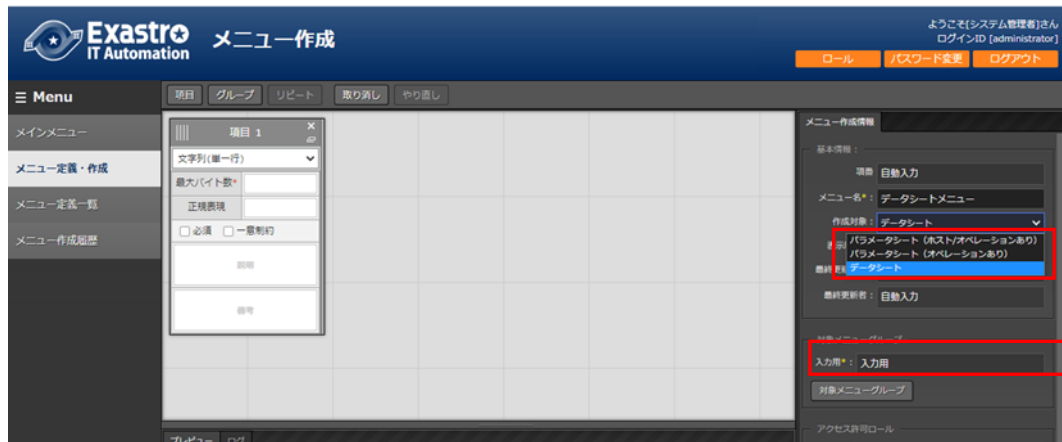 Exastro
IT Automation
メニュー作成
ようこそ[システム管理者]さん
ログインID [administrator]
ロール
パスワード変更
ログアウト
Menu
メインメニュー
メニュー定義・作成
メニュー定義一覧
メニュー作成履歴
項目
グループ
リピート
取り消し
やり直し
項目 1
文字列(単一行)
最大バイト数*
正規表現
必須
一意制約
説明
備考
プレビュー
ログ
メニュー作成情報
基本情報 :
項番
自動入力
メニュー名* :
データシートメニュー
作成対象 :
データシート
パラメータシート (ホスト/オペレーションあり)
パラメータシート (オペレーションあり)
データシート
最終更新者 :
自動入力
対象メニューグループ
入力用* :
入力用
対象メニューグループ
アクセス許可ロール